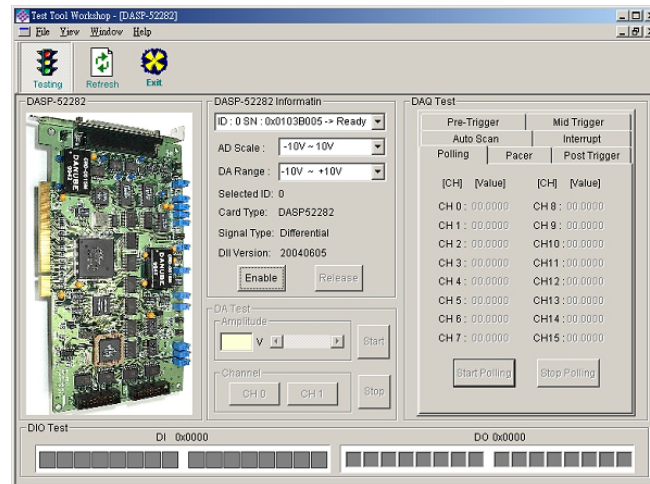 Test Tool Workshop - [DASP-52282]
File View Window Help
Testing Refresh Exit
DASP-52282
DANUBE
DANUBE
DASP-52282 Informatin
ID : 0 SN : 0x0103B005 -> Ready
AD Scale : -10V ~ 10V
DA Range : -10V ~ +10V
Selected ID: 0
Card Type: DASP52282
Signal Type: Differential
Dll Version: 20040605
Enable Release
DA Test
Amplitude
V
Start
Channel
CH 0 CH 1
Stop
DAQ Test
Pre-Trigger Mid Trigger
Auto Scan Interrupt
Polling Pacer Post Trigger
[CH] [Value] [CH] [Value]
CH 0 : 00.0000 CH 8 : 00.0000
CH 1 : 00.0000 CH 9 : 00.0000
CH 2 : 00.0000 CH10 : 00.0000
CH 3 : 00.0000 CH11 : 00.0000
CH 4 : 00.0000 CH12 : 00.0000
CH 5 : 00.0000 CH13 : 00.0000
CH 6 : 00.0000 CH14 : 00.0000
CH 7 : 00.0000 CH15 : 00.0000
Start Polling Stop Polling
DIO Test
DI 0x0000 DO 0x0000